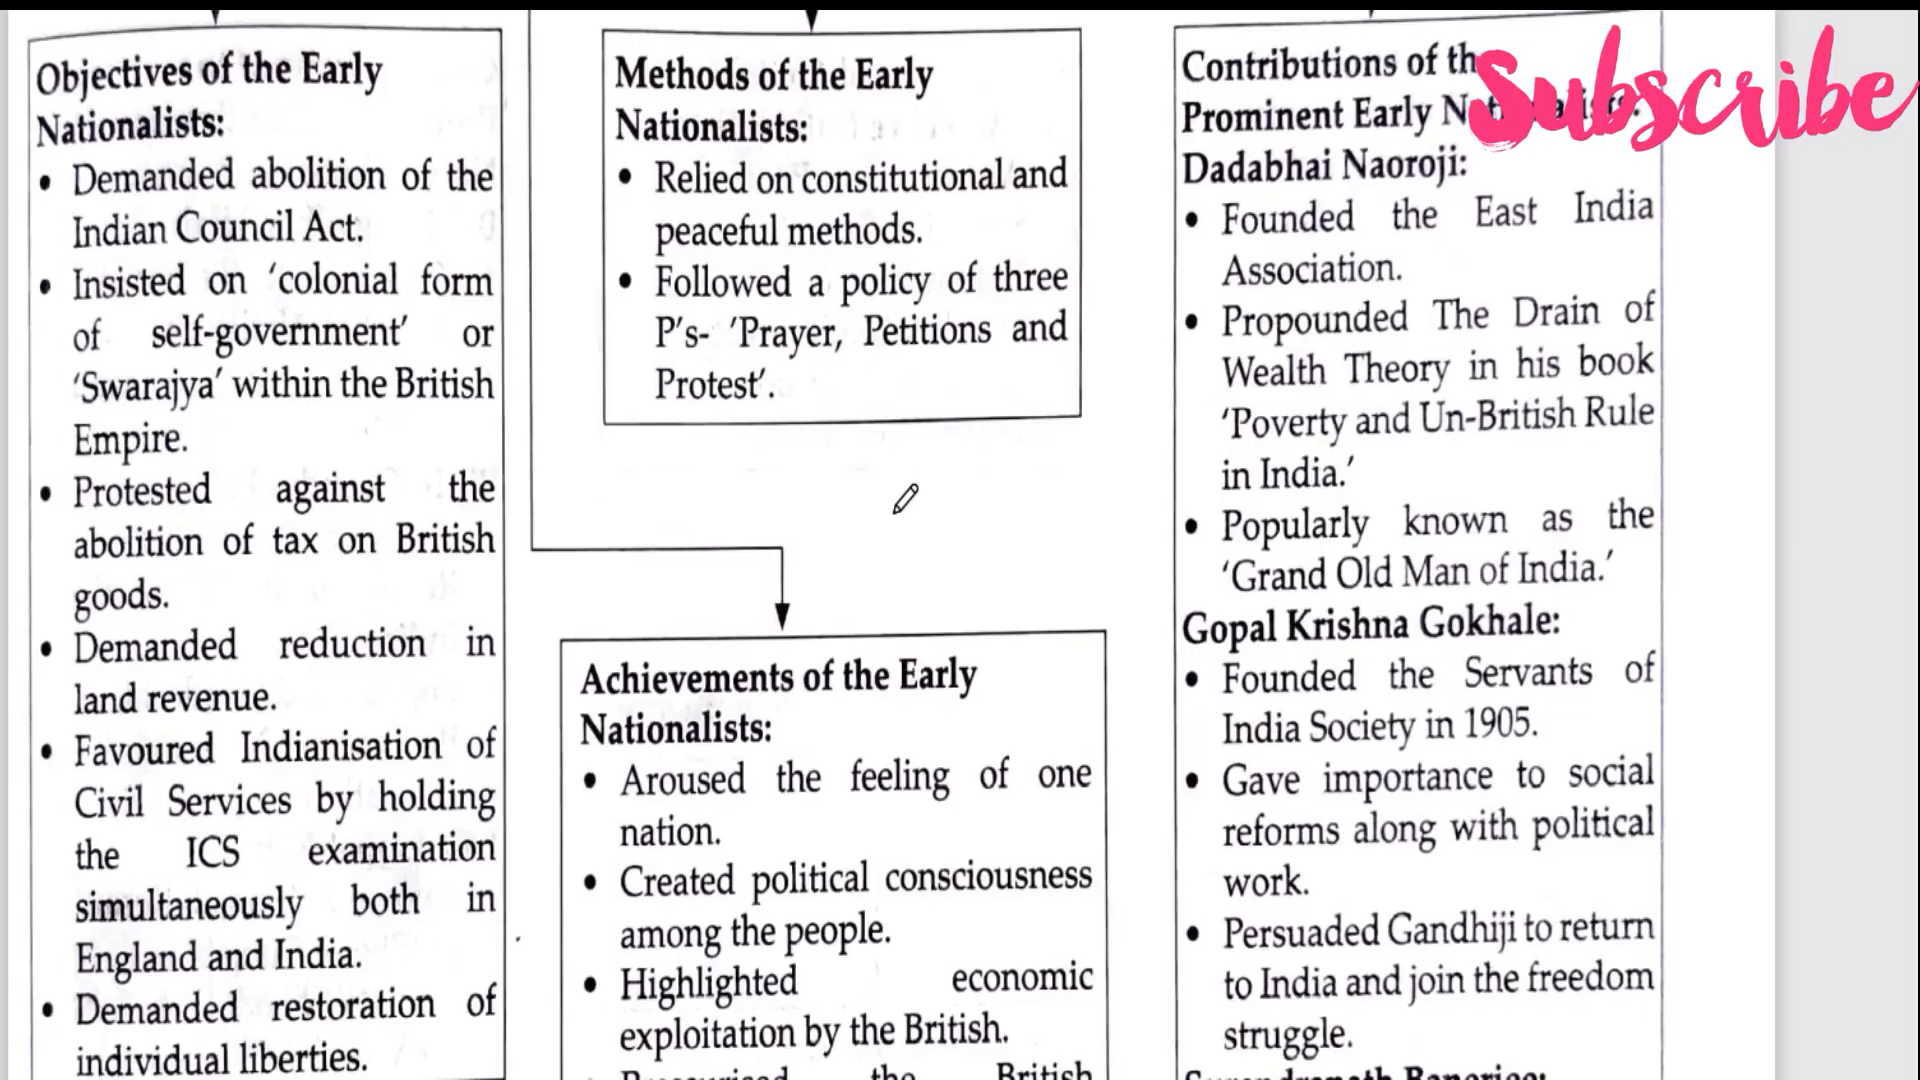 Objectives of the Early
Nationalists:
• Demanded abolition of the
Indian Council Act.
• Insisted on ‘colonial form
of self-government’ or
‘Swarajya’ within the British
Empire.
• Protested against the
abolition of tax on British
goods.
• Demanded reduction in
land revenue.
• Favoured Indianisation of
Civil Services by holding
the ICS examination
simultaneously both in
England and India.
• Demanded restoration of
individual liberties.
Methods of the Early
Nationalists:
• Relied on constitutional and
peaceful methods.
• Followed a policy of three
P's- 'Prayer, Petitions and
Protest'.
Achievements of the Early
Nationalists:
• Aroused the feeling of one
nation.
• Created political consciousness
among the people.
• Highlighted economic
exploitation by the British.
the British
Contributions of
Prominent Early
Dadabhai Naoroji:
• Founded the East India
Association.
• Propounded The Drain of
Wealth Theory in his book
‘Poverty and Un-British Rule
in India.’
• Popularly known as the
‘Grand Old Man of India.’
Gopal Krishna Gokhale:
• Founded the Servants of
India Society in 1905.
• Gave importance to social
reforms along with political
work.
• Persuaded Gandhiji to return
to India and join the freedom
struggle.
Subscribe